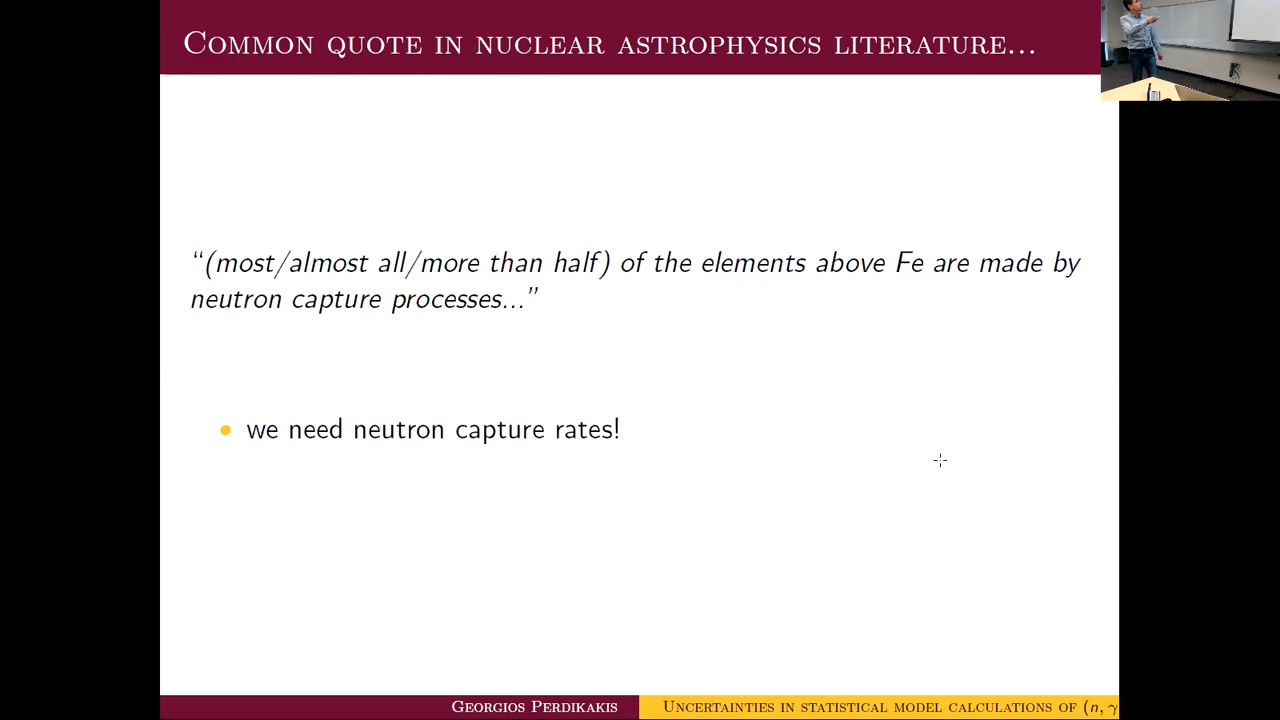 Common quote in nuclear astrophysics literature...
“(most/almost all/more than half) of the elements above Fe are made by
neutron capture processes...”
we need neutron capture rates!
Georgios Perdikakis
Uncertainties in statistical model calculations of (n, γ